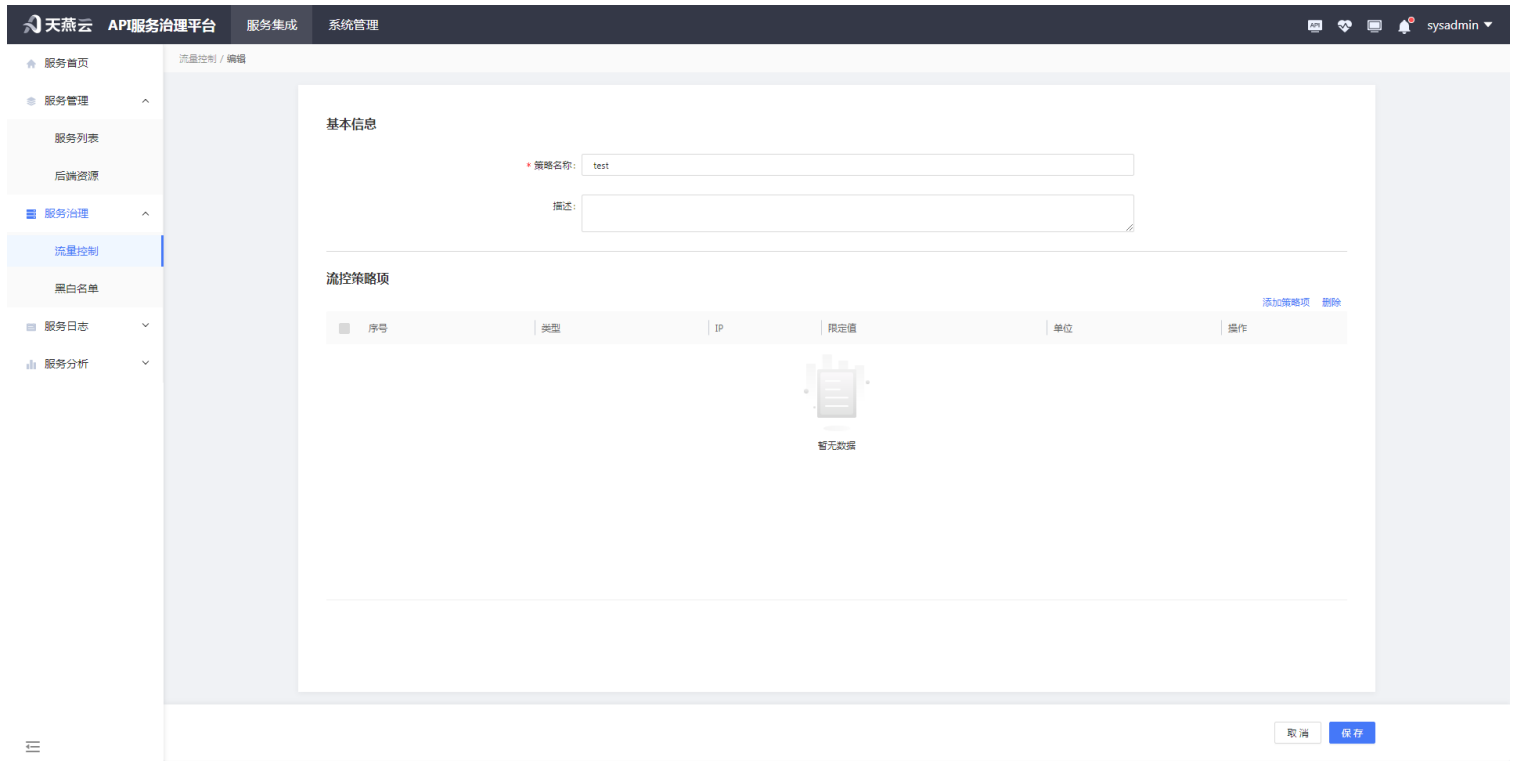 天燕云 API服务治理平台 服务集成 系统管理 API sysadmin
服务首页
流量控制 / 编辑
服务管理
服务列表
后端资源
服务治理
流量控制
黑白名单
服务日志
服务分析
基本信息
* 策略名称: test
描述:
流控策略项
添加策略项 删除
序号 类型 IP 限定值 单位 操作
暂无数据
取消 保存